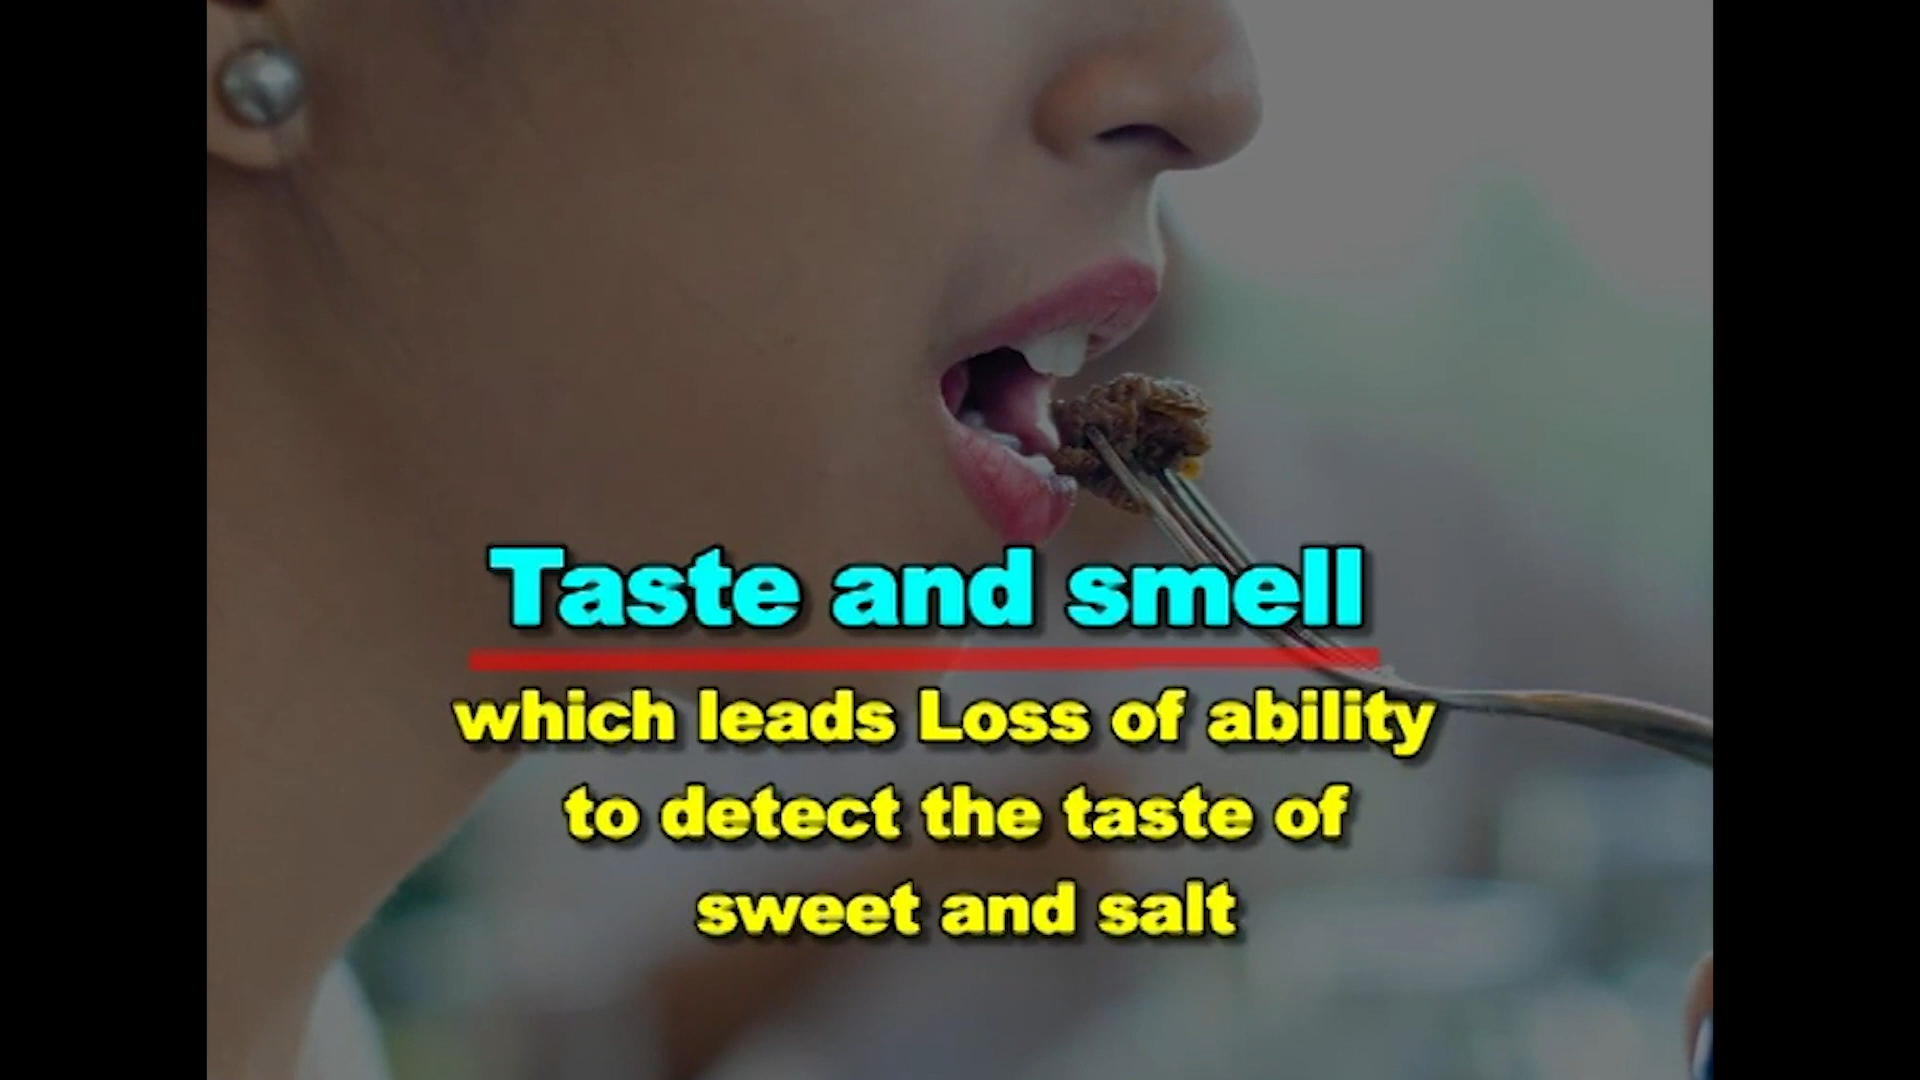 Taste and smell
which leads Loss of ability
to detect the taste of
sweet and salt